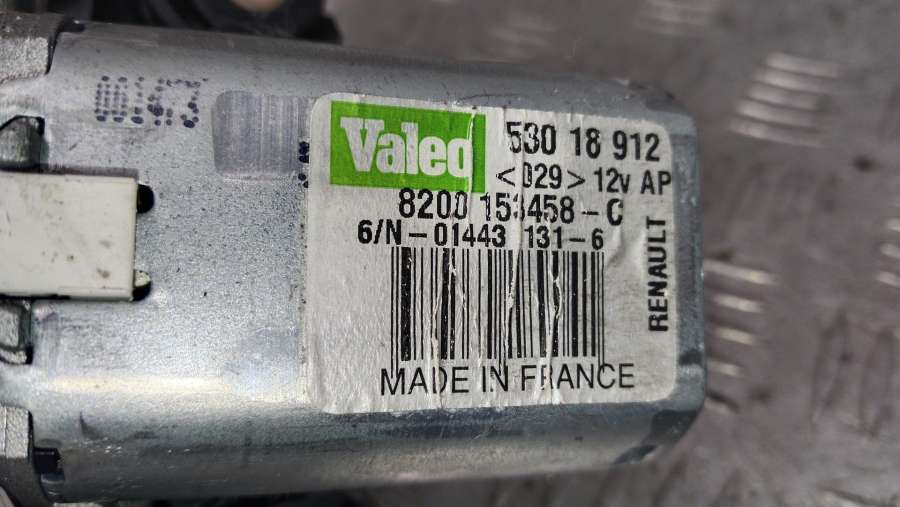 Valeo
530 18 912
<029> 12v AP
8200 153458-C
6/N-01443 131-6
RENAULT
MADE IN FRANCE